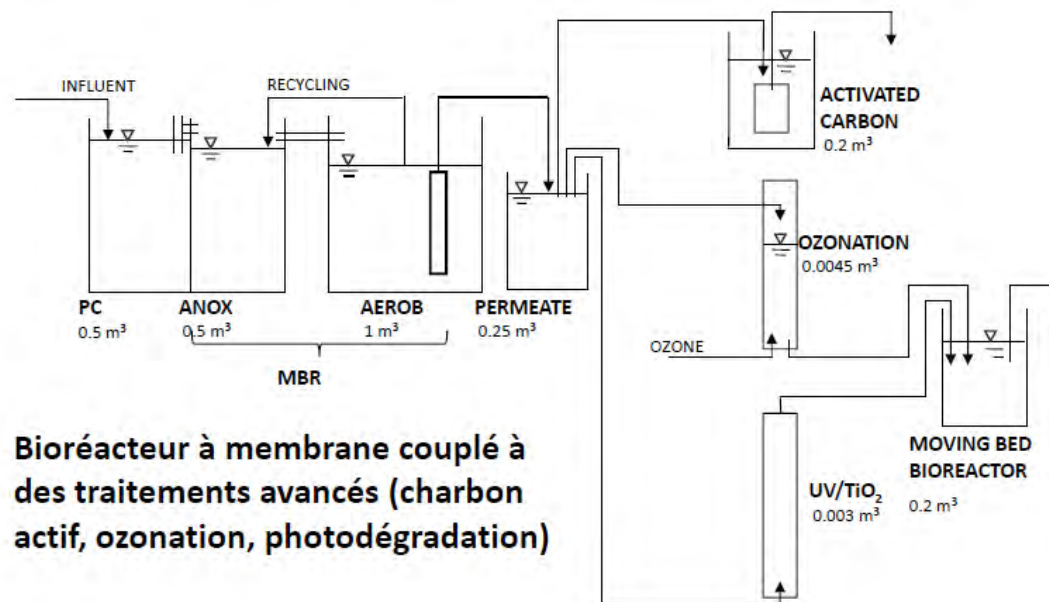 INFLUENT
RECYCLING
ACTIVATED
CARBON
0.2 m³
OZONATION
0.0045 m³
PC
0.5 m³
ANOX
0.5 m³
AEROB
1 m³
PERMEATE
0.25 m³
OZONE
MBR
MOVING BED
BIOREACTOR
0.2 m³
UV/TiO₂
0.003 m³
Bioréacteur à membrane couplé à
des traitements avancés (charbon
actif, ozonation, photodégradation)